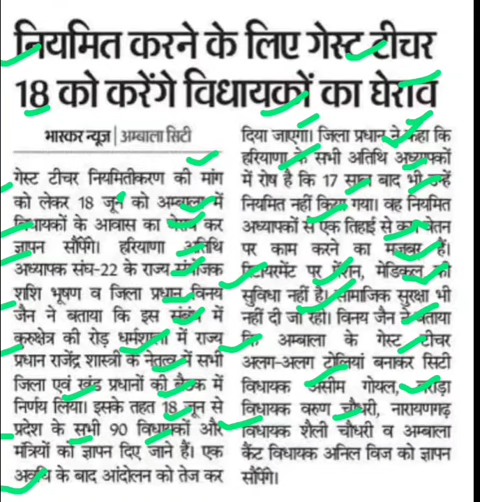 नियमित करने के लिए गेस्ट टीचर
18 को करेंगे विधायकों का घेराव
भास्कर न्यूज | अम्बाला सिटी
गेस्ट टीचर नियमितीकरण की मांग
को लेकर 18 जून को अम्बाला में
विधायकों के आवास का घेराव कर
ज्ञापन सौंपेंगे। हरियाणा अतिथि
अध्यापक संघ-22 के राज्य संयोजक
शशि भूषण व जिला प्रधान विनय
जैन ने बताया कि इस संबंध में
कुरुक्षेत्र की रोड़ धर्मशाला में राज्य
प्रधान राजेंद्र शास्त्री के नेतृत्व में सभी
जिला एवं खंड प्रधानों की बैठक में
निर्णय लिया। इसके तहत 18 जून से
प्रदेश के सभी 90 विधायकों और
मंत्रियों को ज्ञापन दिए जाने हैं। एक
अवधि के बाद आंदोलन को तेज कर
दिया जाएगा। जिला प्रधान ने कहा कि
हरियाणा के सभी अतिथि अध्यापकों
में रोष है कि 17 साल बाद भी उन्हें
नियमित नहीं किया गया। वह नियमित
अध्यापकों से एक तिहाई से कम वेतन
पर काम करने का मजबूर हैं।
रिटायरमेंट पर पेंशन, मेडिकल की
सुविधा नहीं है। सामाजिक सुरक्षा भी
नहीं दी जा रही। विनय जैन ने बताया
कि अम्बाला के गेस्ट टीचर
अलग-अलग टोलियां बनाकर सिटी
विधायक असीम गोयल, बराड़ा
विधायक वरुण चौधरी, नारायणगढ़
विधायक शैली चौधरी व अम्बाला
कैंट विधायक अनिल विज को ज्ञापन
सौंपेंगे।